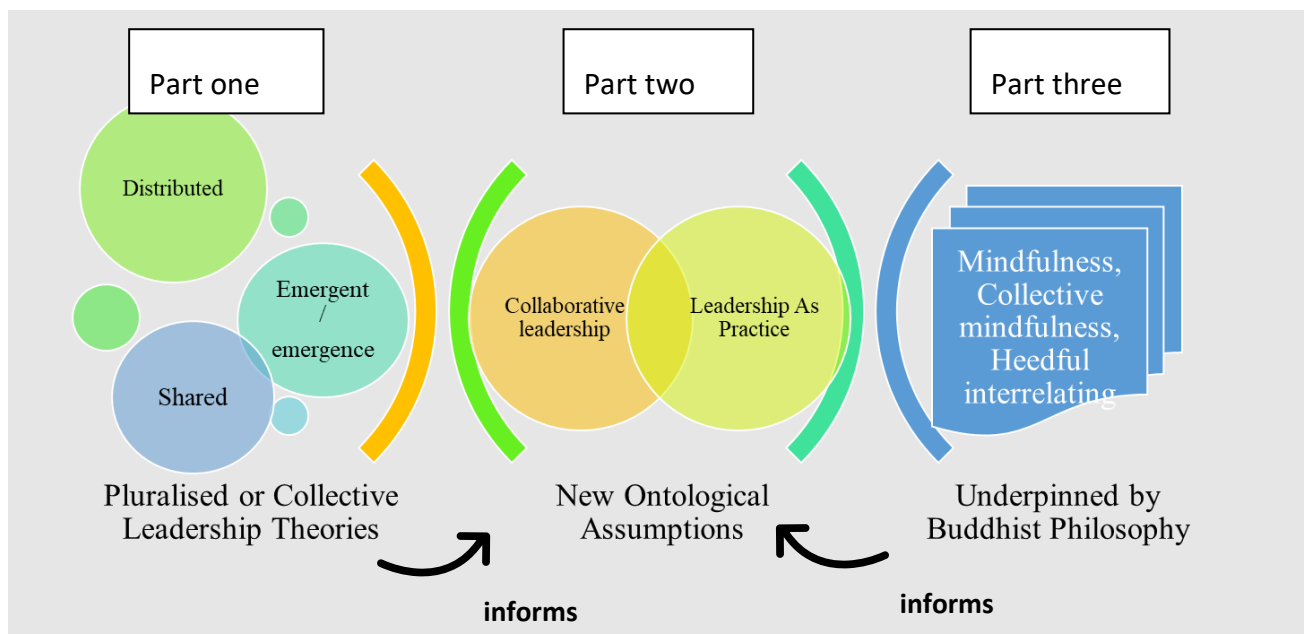 Part one
Distributed
Emergent
/
emergence
Shared
Pluralised or Collective
Leadership Theories
informs
Part two
Collaborative
leadership
Leadership As
Practice
New Ontological
Assumptions
Part three
Mindfulness,
Collective
mindfulness,
Heedful
interrelating
Underpinned by
Buddhist Philosophy
informs